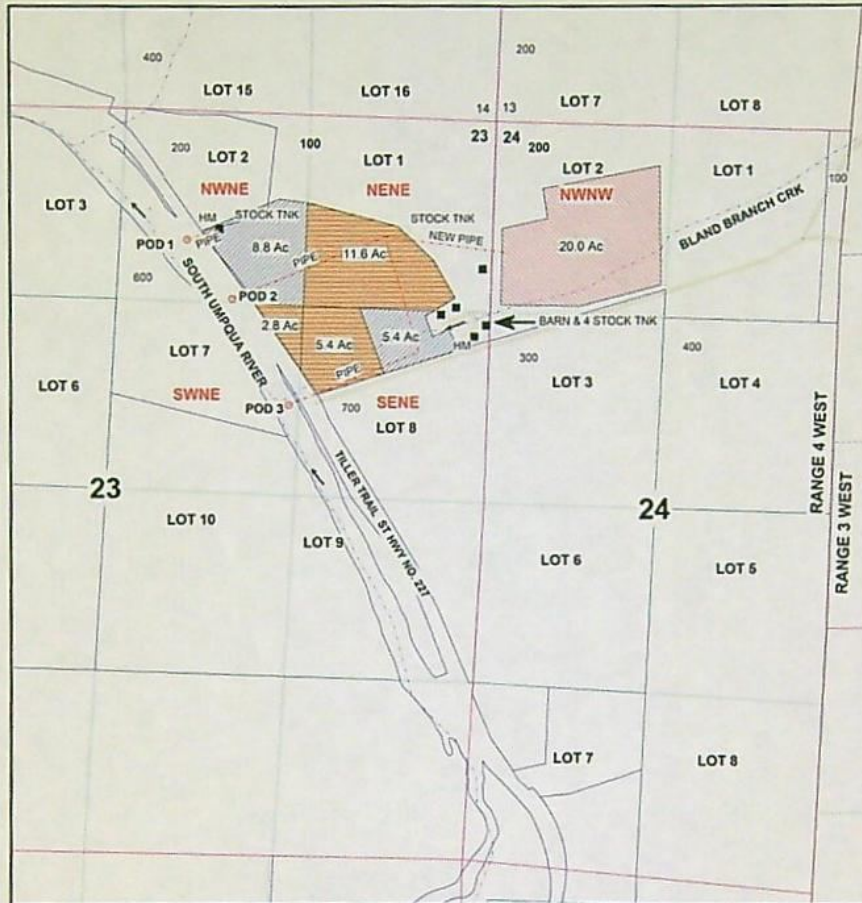 200
400
LOT 15
LOT 16
LOT 7
LOT 8
14 13
23 24
200
LOT 2
100
LOT 1
200
LOT 2
LOT 1
100
NWNE
NENE
NWNW
LOT 3
HM
STOCK TNK
STOCK TNK
BLAND BRANCH CRK
POD 1
PIPE
8.8 Ac
PIPE
11.6 Ac
NEW PIPE
20.0 Ac
600
SOUTH UMPQUA RIVER
POD 2
2.8 Ac
5.4 Ac
5.4 Ac
BARN & 4 STOCK TNK
LOT 7
PIPE
HM
300
400
LOT 6
SWNE
POD 3
700
SENE
LOT 8
LOT 3
LOT 4
TILLER TRAIL ST HWY NO. 227
RANGE 4 WEST
RANGE 3 WEST
23
24
LOT 10
LOT 9
LOT 6
LOT 5
LOT 7
LOT 8